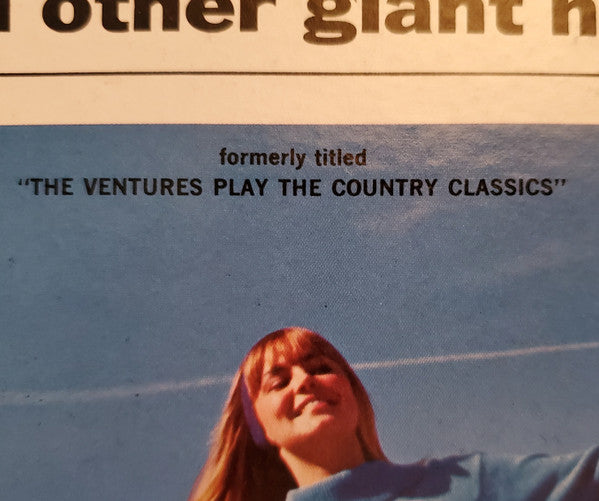 other giant
formerly titled
"THE VENTURES PLAY THE COUNTRY CLASSICS"